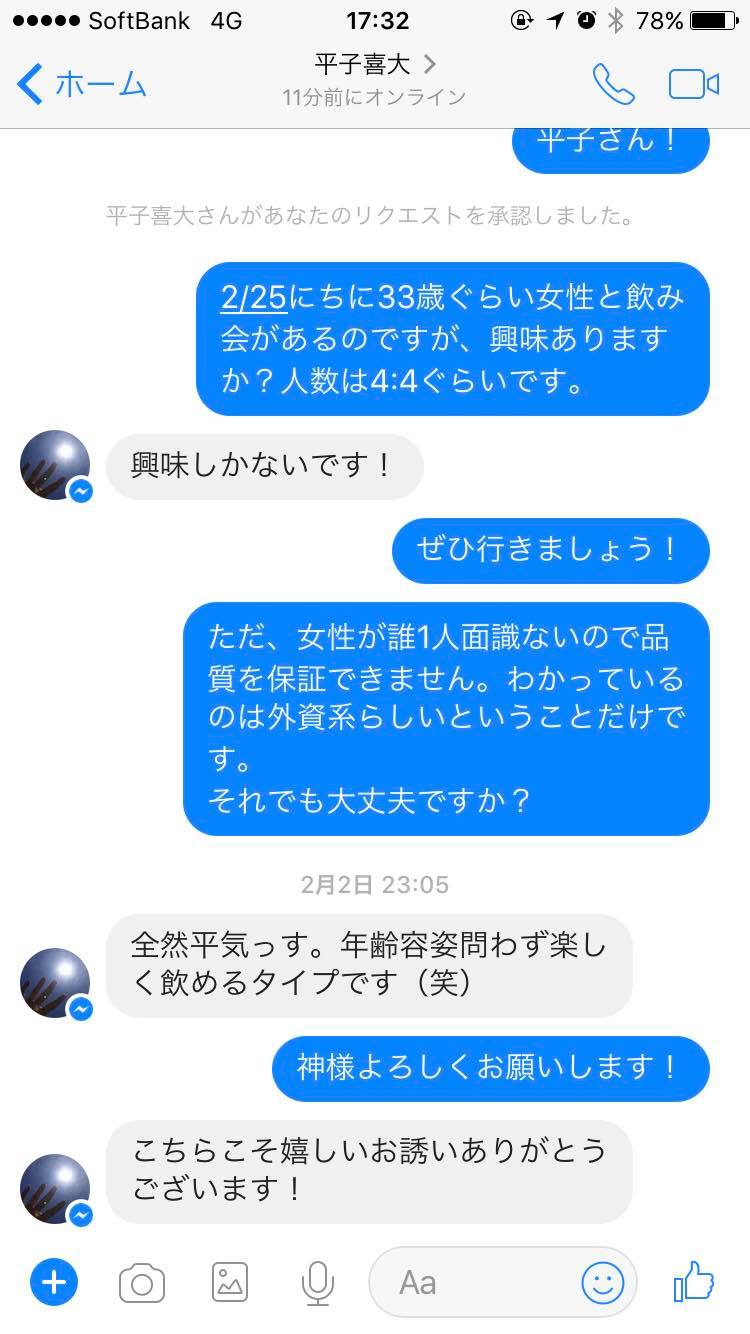 SoftBank 4G 17:32 78%
ホーム
平子喜大
11分前にオンライン
平子さん！
平子喜大さんがあなたのリクエストを承認しました。
2/25にちに33歳ぐらい女性と飲み
会があるのですが、興味あります
か？人数は4:4ぐらいです。
興味しかないです！
ぜひ行きましょう！
ただ、女性が誰1人面識ないので品
質を保証できません。わかっている
のは外資系らしいということだけで
す。
それでも大丈夫ですか？
2月2日 23:05
全然平気っす。年齢容姿問わず楽し
く飲めるタイプです（笑）
神様よろしくお願いします！
こちらこそ嬉しいお誘いありがとう
ございます！
Aa